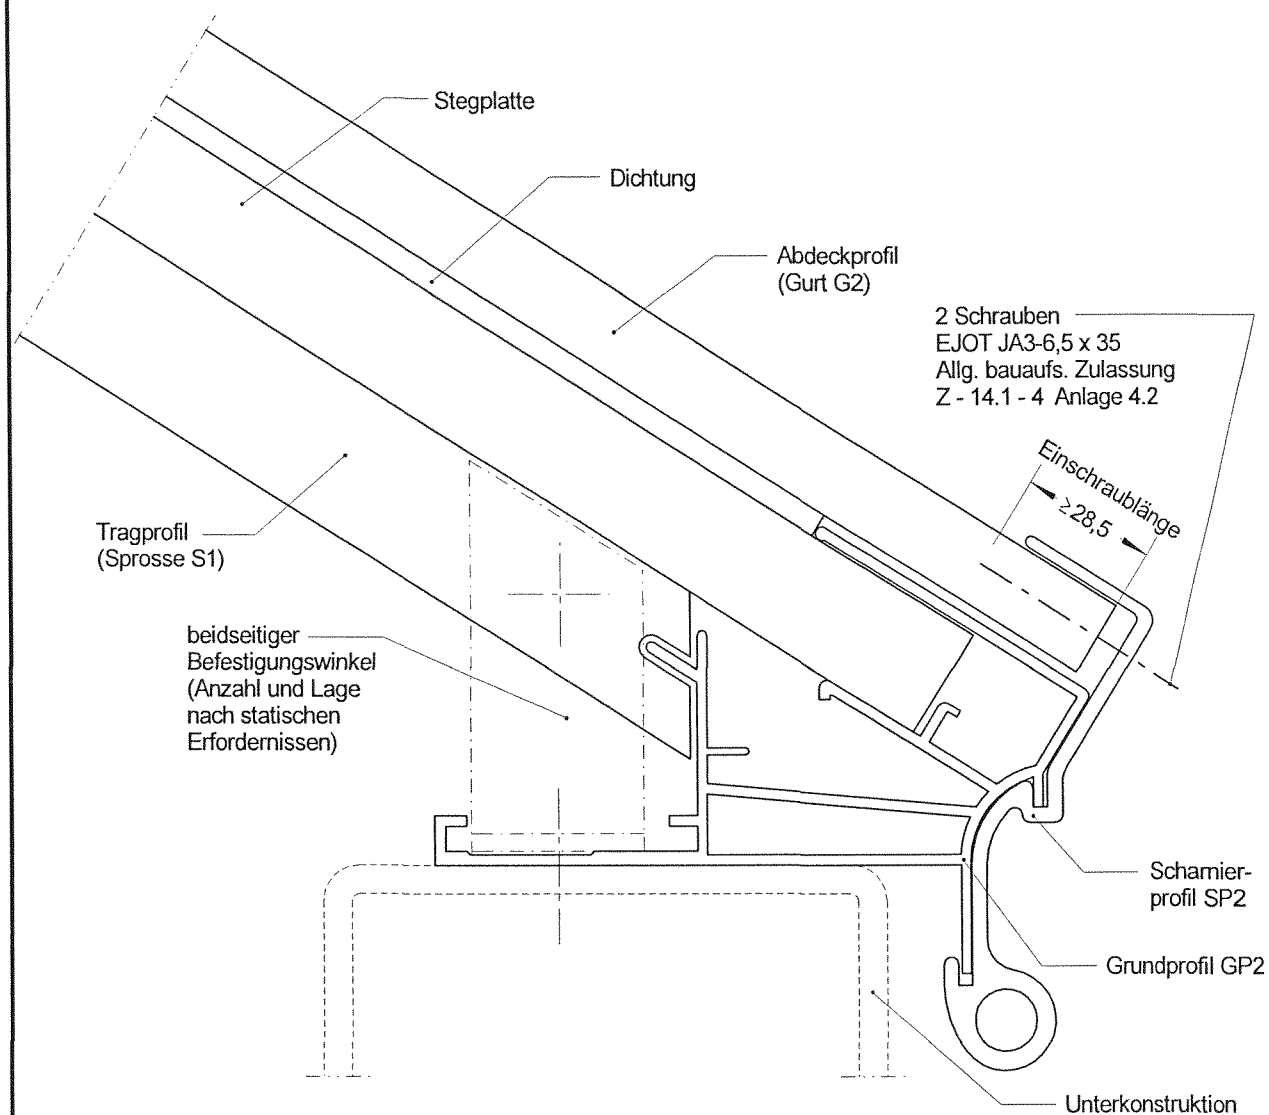 Stegplatte
Dichtung
Abdeckprofil
(Gurt G2)
2 Schrauben
EJOT JA3-6,5 x 35
Allg. bauaufs. Zulassung
Z - 14.1 - 4 Anlage 4.2
Einschraublänge
≥28,5
Tragprofil
(Sprosse S1)
beidseitiger
Befestigungswinkel
(Anzahl und Lage
nach statischen
Erfordernissen)
Scharnier-
profil SP2
Grundprofil GP2
Unterkonstruktion